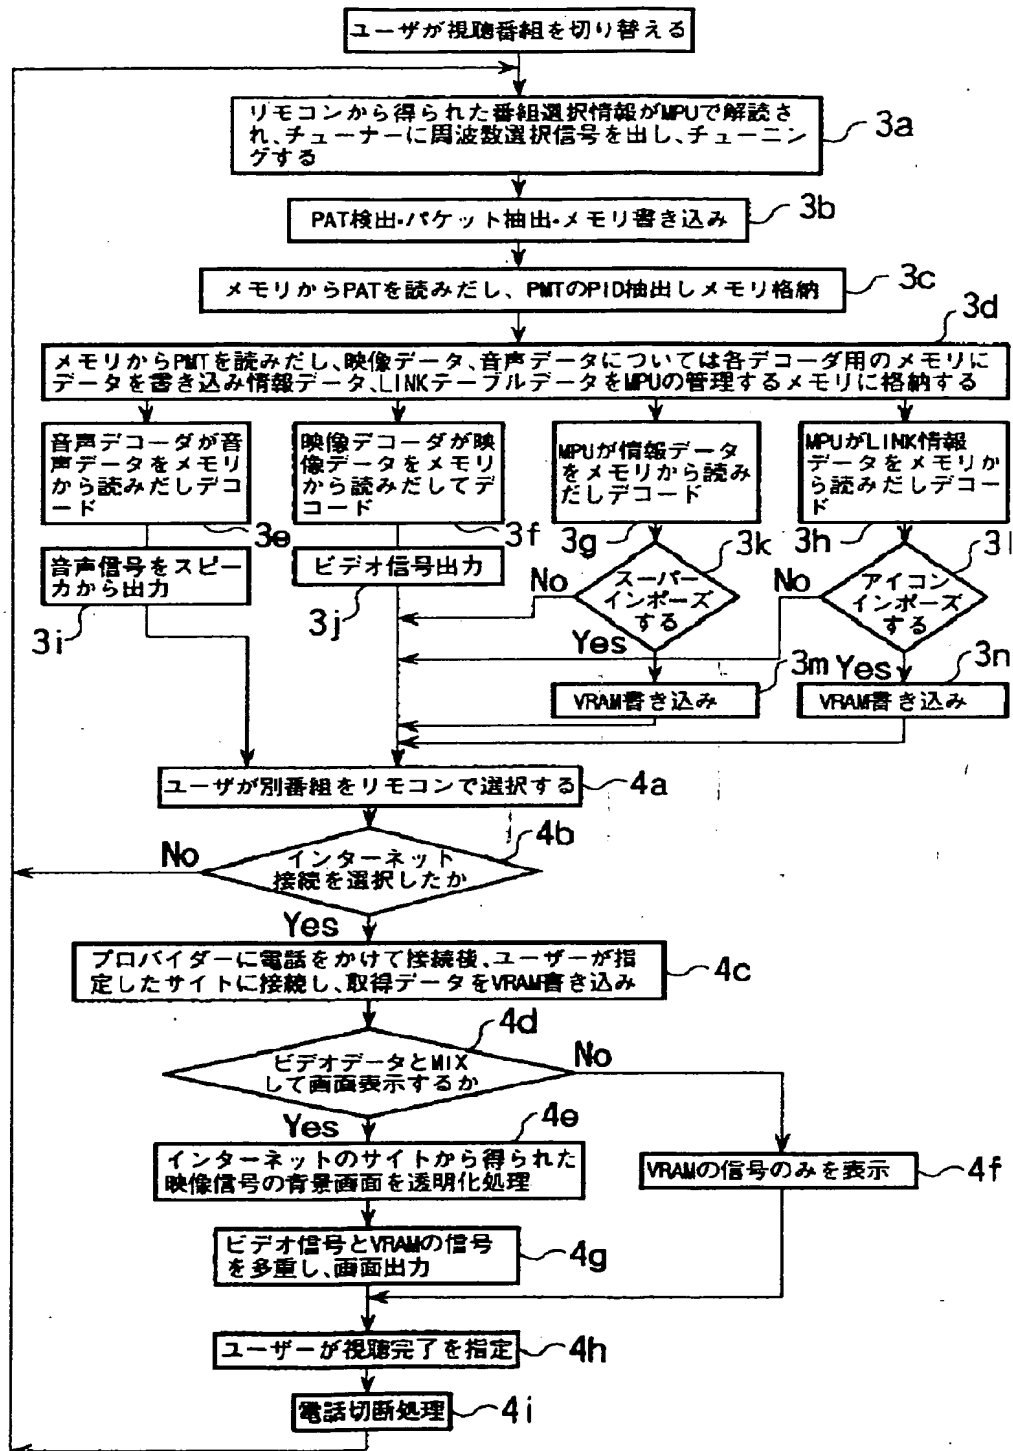 ユーザが視聴番組を切り替える
リモコンから得られた番組選択情報がMPUで解読さ
れ、チューナーに周波数選択信号を出し、チューニン
グする
3a
PAT検出・パケット抽出・メモリ書き込み
3b
メモリからPATを読みだし、PMTのPID抽出しメモリ格納
3c
3d
メモリからPMTを読みだし、映像データ、音声データについては各デコーダ用のメモリに
データを書き込み情報データ、LINKテーブルデータをMPUの管理するメモリに格納する
音声デコーダが音
声データをメモリ
から読みだしデコ
ード
3e
映像デコーダが映
像データをメモリ
から読みだしてデ
コード
3f
MPUが情報データ
をメモリから読み
だしデコード
3g
MPUがLINK情報
データをメモリか
ら読みだしデコー
ド
3h
音声信号をスピー
カから出力
3i
ビデオ信号出力
3j
スーパー
インポーズ
する
3k
No
Yes
アイコン
インポーズ
する
3l
No
Yes
VRAM書き込み
3m
VRAM書き込み
3n
ユーザが別番組をリモコンで選択する
4a
インターネット
接続を選択したか
4b
No
Yes
プロバイダーに電話をかけて接続後、ユーザーが指
定したサイトに接続し、取得データをVRAM書き込み
4c
ビデオデータとMIX
して画面表示するか
4d
No
Yes
インターネットのサイトから得られた
映像信号の背景画面を透明化処理
4e
VRAMの信号のみを表示
4f
ビデオ信号とVRAMの信号
を多重し、画面出力
4g
ユーザーが視聴完了を指定
4h
電話切断処理
4i